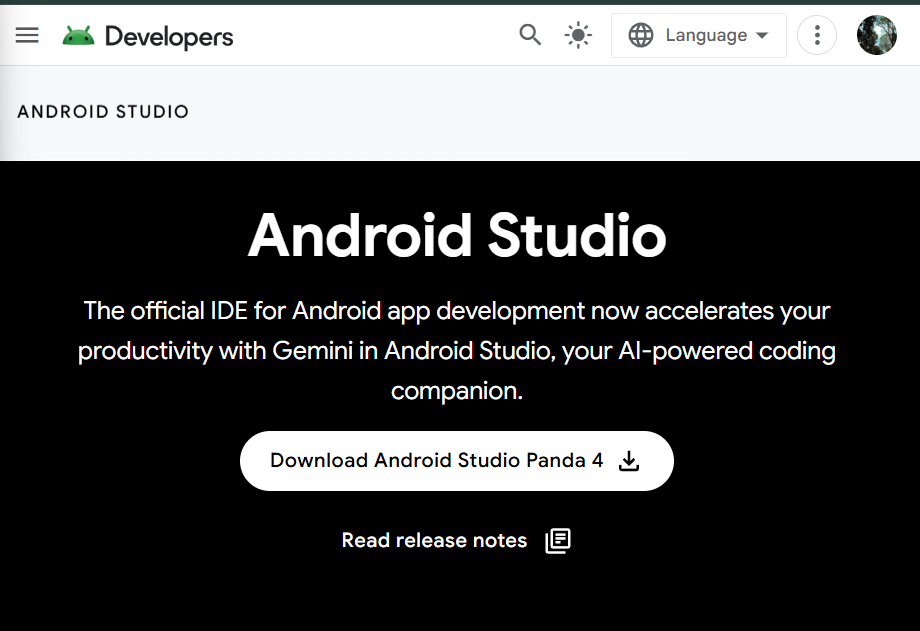 Developers
Language
ANDROID STUDIO
Android Studio
The official IDE for Android app development now accelerates your
productivity with Gemini in Android Studio, your AI-powered coding
companion.
Download Android Studio Panda 4
Read release notes